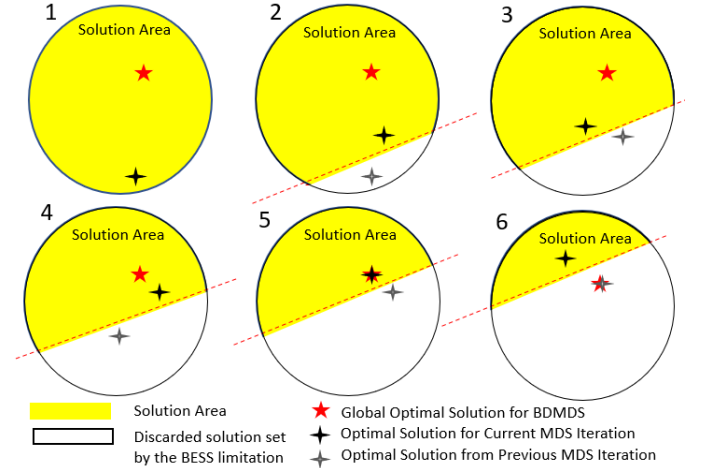 1
Solution Area
2
Solution Area
3
Solution Area
4
Solution Area
5
Solution Area
6
Solution Area
Solution Area
Discarded solution set
by the BESS limitation
Global Optimal Solution for BDMDS
Optimal Solution for Current MDS Iteration
Optimal Solution from Previous MDS Iteration